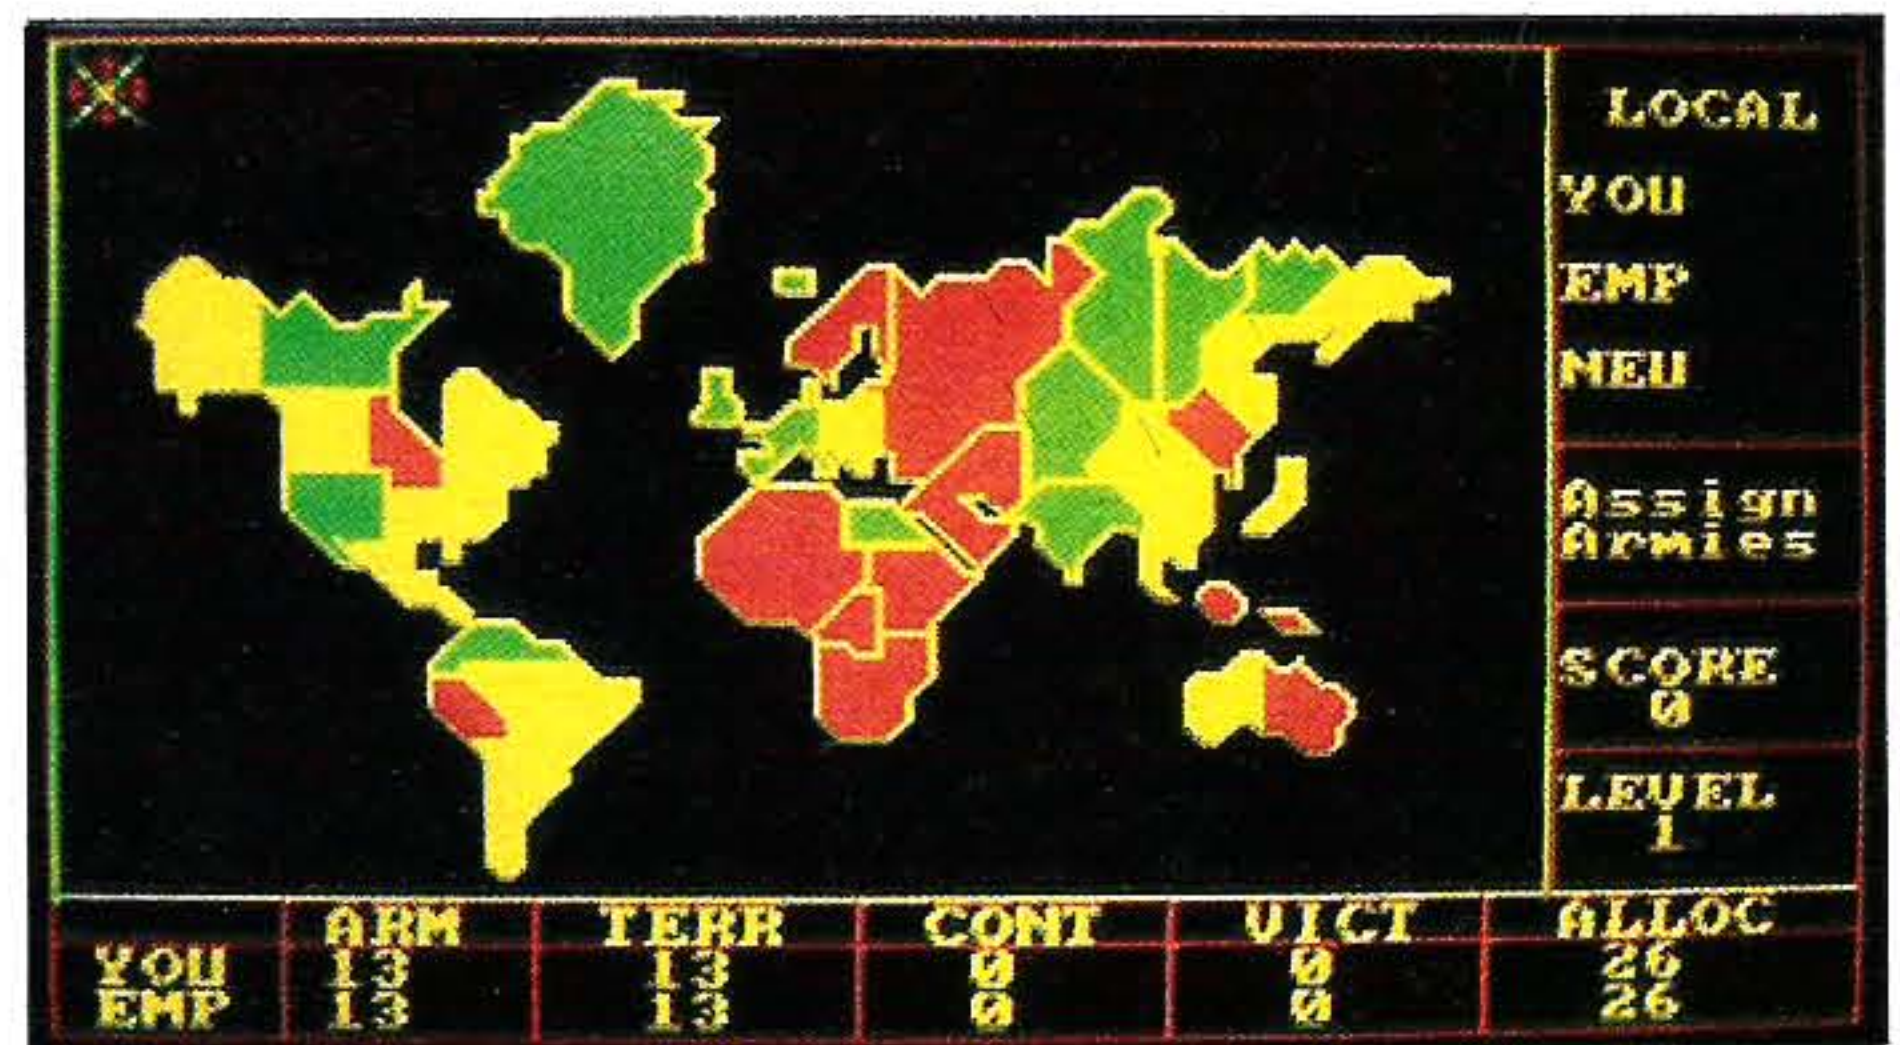 LOCAL
YOU
EMP
NEU
Assign
Armies
SCORE
0
LEVEL
1
ARM TERR CONT VICT ALLOC
YOU 13 13 0 0 26
EMP 13 13 0 0 26